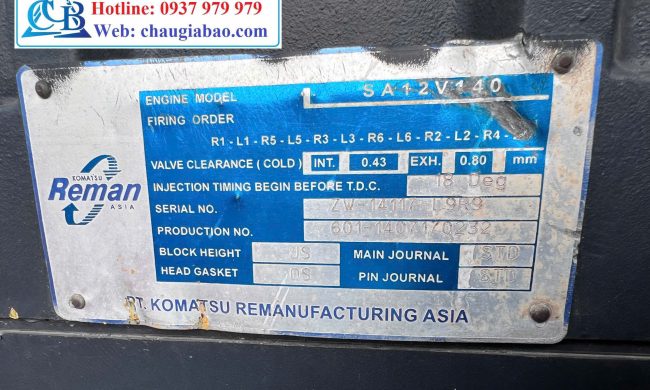 CB
Hotline: 0937 979 979
Web: chaugiabao.com
ENGINE MODEL SA12V140
FIRING ORDER
R1 - L1 - R5 - L5 - R3 - L3 - R6 - L6 - R2 - L2 - R4 -
VALVE CLEARANCE ( COLD ) INT. 0.43 EXH. 0.80 mm
INJECTION TIMING BEGIN BEFORE T.D.C. 18 Deg
SERIAL NO.
PRODUCTION NO.
BLOCK HEIGHT US MAIN JOURNAL STD
HEAD GASKET OS PIN JOURNAL STD
KOMATSU
Reman
ASIA
PT. KOMATSU REMANUFACTURING ASIA